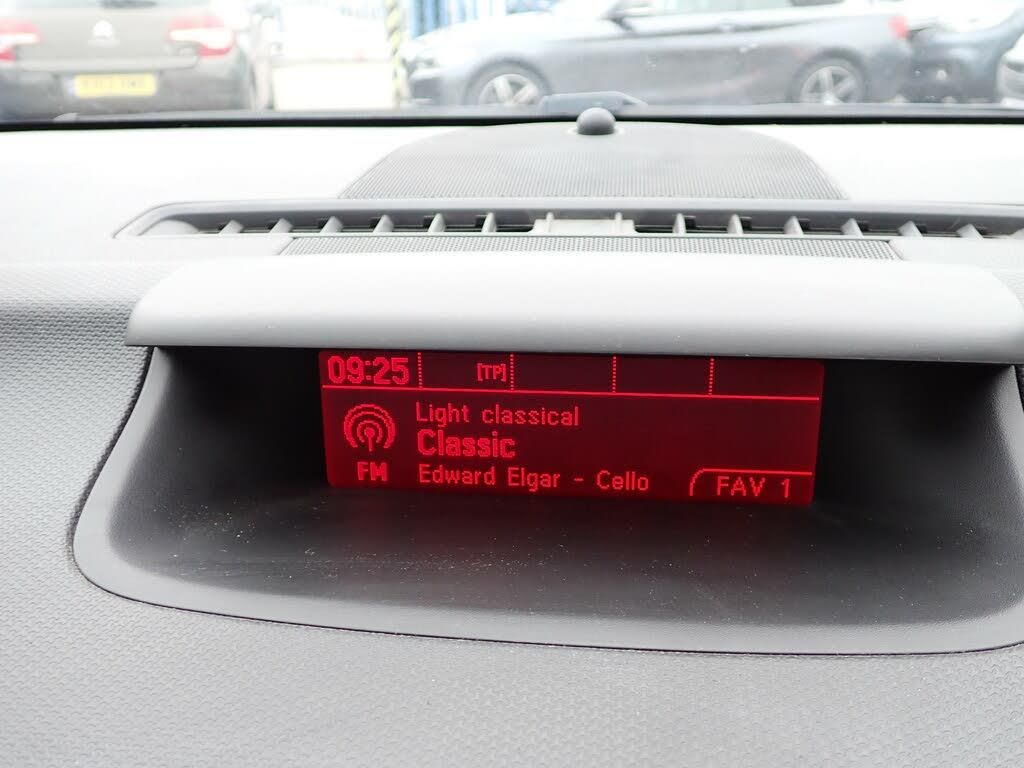 09:25
[TP]
Light classical
Classic
FM
Edward Elgar - Cello
FAV 1